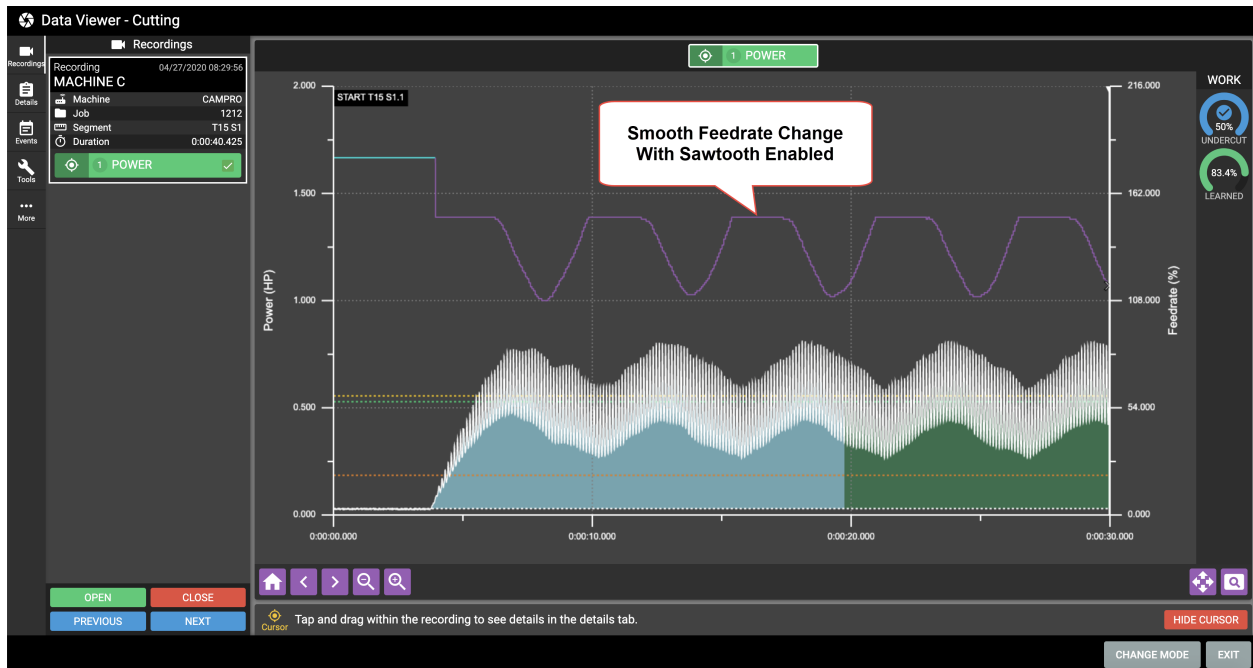 Data Viewer - Cutting
Recordings
Details
Events
Tools
More
Recordings
Recording 04/27/2020 08:29:56
MACHINE C
Machine CAMPRO
Job 1212
Segment T15 S1
Duration 0:00:40.425
1 POWER
OPEN CLOSE
PREVIOUS NEXT
1 POWER
START T15 S1.1
Smooth Feedrate Change
With Sawtooth Enabled
Power (HP)
2.000
1.500
1.000
0.500
0.000
216.000
162.000
108.000
54.000
0.000
Feedrate (%)
0:00:00.000 0:00:10.000 0:00:20.000 0:00:30.000
WORK
50%
UNDERCUT
83.4%
LEARNED
Cursor Tap and drag within the recording to see details in the details tab.
HIDE CURSOR
CHANGE MODE EXIT